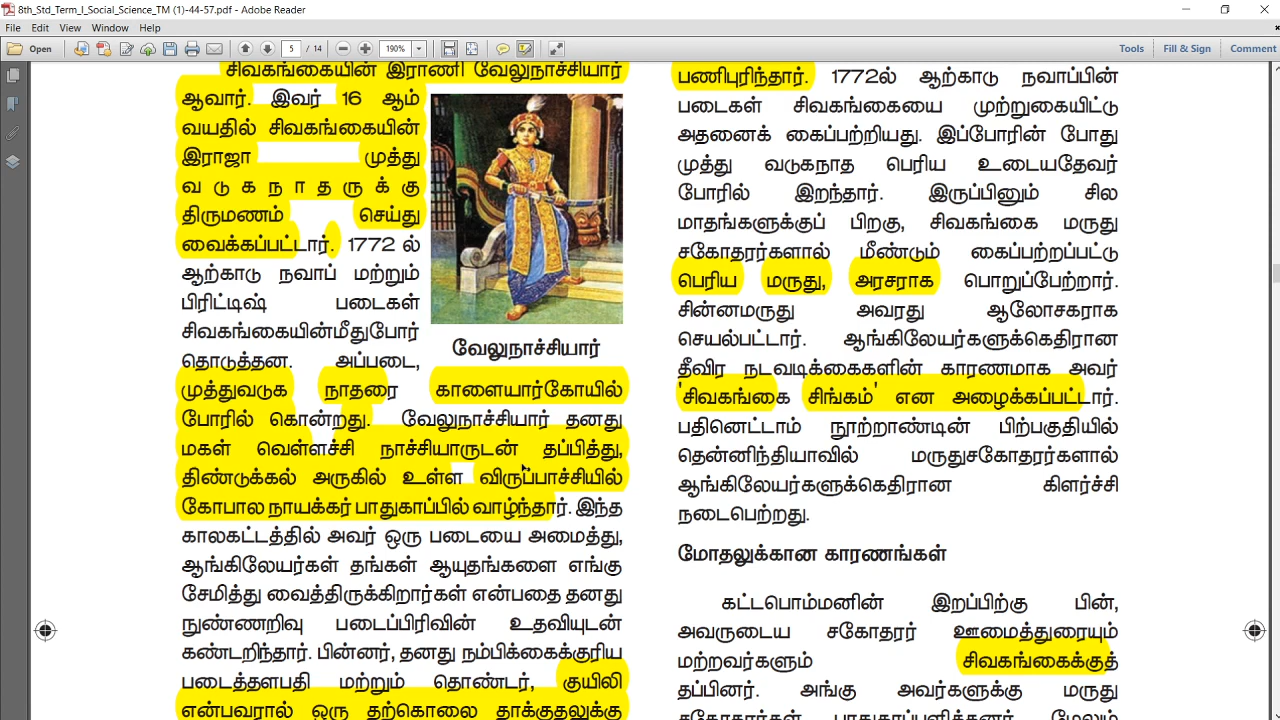 8th_Std_Term_I_Social_Science_TM (1)-44-57.pdf - Adobe Reader
File Edit View Window Help
Open 5 / 14 190% Tools Fill & Sign Comment
சிவகங்கையின் இராணி வேலுநாச்சியார்
ஆவார். இவர் 16 ஆம்
வயதில் சிவகங்கையின்
இராஜா முத்து
வ டு க நா த ரு க் கு
திருமணம் செய்து
வைக்கப்பட்டார். 1772 ல்
ஆற்காடு நவாப் மற்றும்
பிரிட்டிஷ் படைகள்
சிவகங்கையின்மீதுபோர்
தொடுத்தன. அப்படை,
வேலுநாச்சியார்
முத்துவடுக நாதரை காளையார்கோயில்
போரில் கொன்றது. வேலுநாச்சியார் தனது
மகள் வெள்ளச்சி நாச்சியாருடன் தப்பித்து,
திண்டுக்கல் அருகில் உள்ள விருப்பாச்சியில்
கோபால நாயக்கர் பாதுகாப்பில் வாழ்ந்தார். இந்த
காலகட்டத்தில் அவர் ஒரு படையை அமைத்து,
ஆங்கிலேயர்கள் தங்கள் ஆயுதங்களை எங்கு
சேமித்து வைத்திருக்கிறார்கள் என்பதை தனது
நுண்ணறிவு படைப்பிரிவின் உதவியுடன்
கண்டறிந்தார். பின்னர், தனது நம்பிக்கைக்குரிய
படைத்தளபதி மற்றும் தொண்டர், குயிலி
என்பவரால் ஒரு தற்கொலை தாக்குதலுக்கு
பணிபுரிந்தார். 1772ல் ஆற்காடு நவாப்பின்
படைகள் சிவகங்கையை முற்றுகையிட்டு
அதனைக் கைப்பற்றியது. இப்போரின் போது
முத்து வடுகநாத பெரிய உடையதேவர்
போரில் இறந்தார். இருப்பினும் சில
மாதங்களுக்குப் பிறகு, சிவகங்கை மருது
சகோதரர்களால் மீண்டும் கைப்பற்றப்பட்டு
பெரிய மருது, அரசராக பொறுப்பேற்றார்.
சின்னமருது அவரது ஆலோசகராக
செயல்பட்டார். ஆங்கிலேயர்களுக்கெதிரான
தீவிர நடவடிக்கைகளின் காரணமாக அவர்
'சிவகங்கை சிங்கம்' என அழைக்கப்பட்டார்.
பதினெட்டாம் நூற்றாண்டின் பிற்பகுதியில்
தென்னிந்தியாவில் மருதுசகோதரர்களால்
ஆங்கிலேயர்களுக்கெதிரான கிளர்ச்சி
நடைபெற்றது.
மோதலுக்கான காரணங்கள்
கட்டபொம்மனின் இறப்பிற்கு பின்,
அவருடைய சகோதரர் ஊமைத்துரையும்
மற்றவர்களும் சிவகங்கைக்குத்
தப்பினர். அங்கு அவர்களுக்கு மருது
சகோதரர்கள் பாதுகாப்பளித்தனர். மேலும்